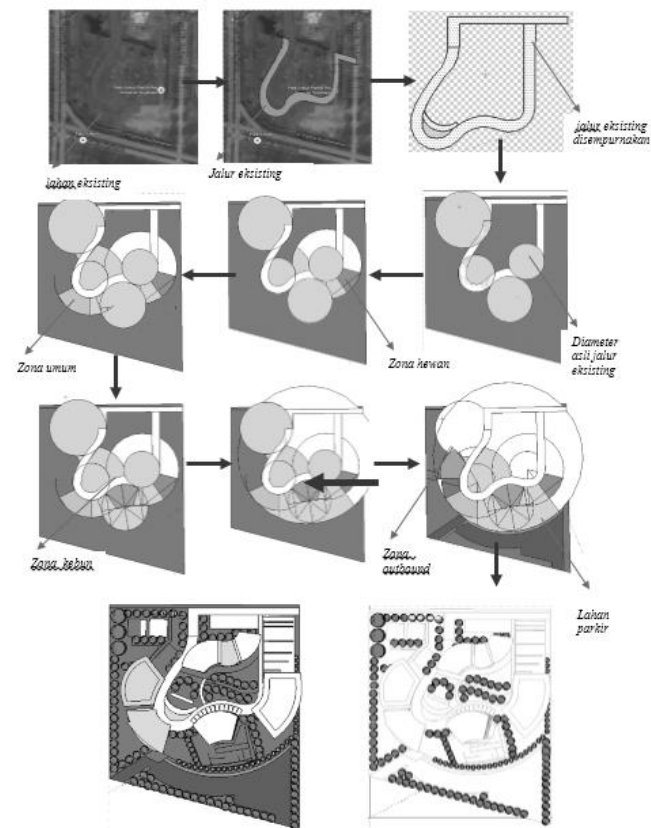 lahan eksisting
Jalur eksisting
jalur eksisting
disempurnakan
Zona umum
Zona hewan
Diameter
asli jalur
eksisting
Zona kebun
Zona
outbound
Lahan
parkir